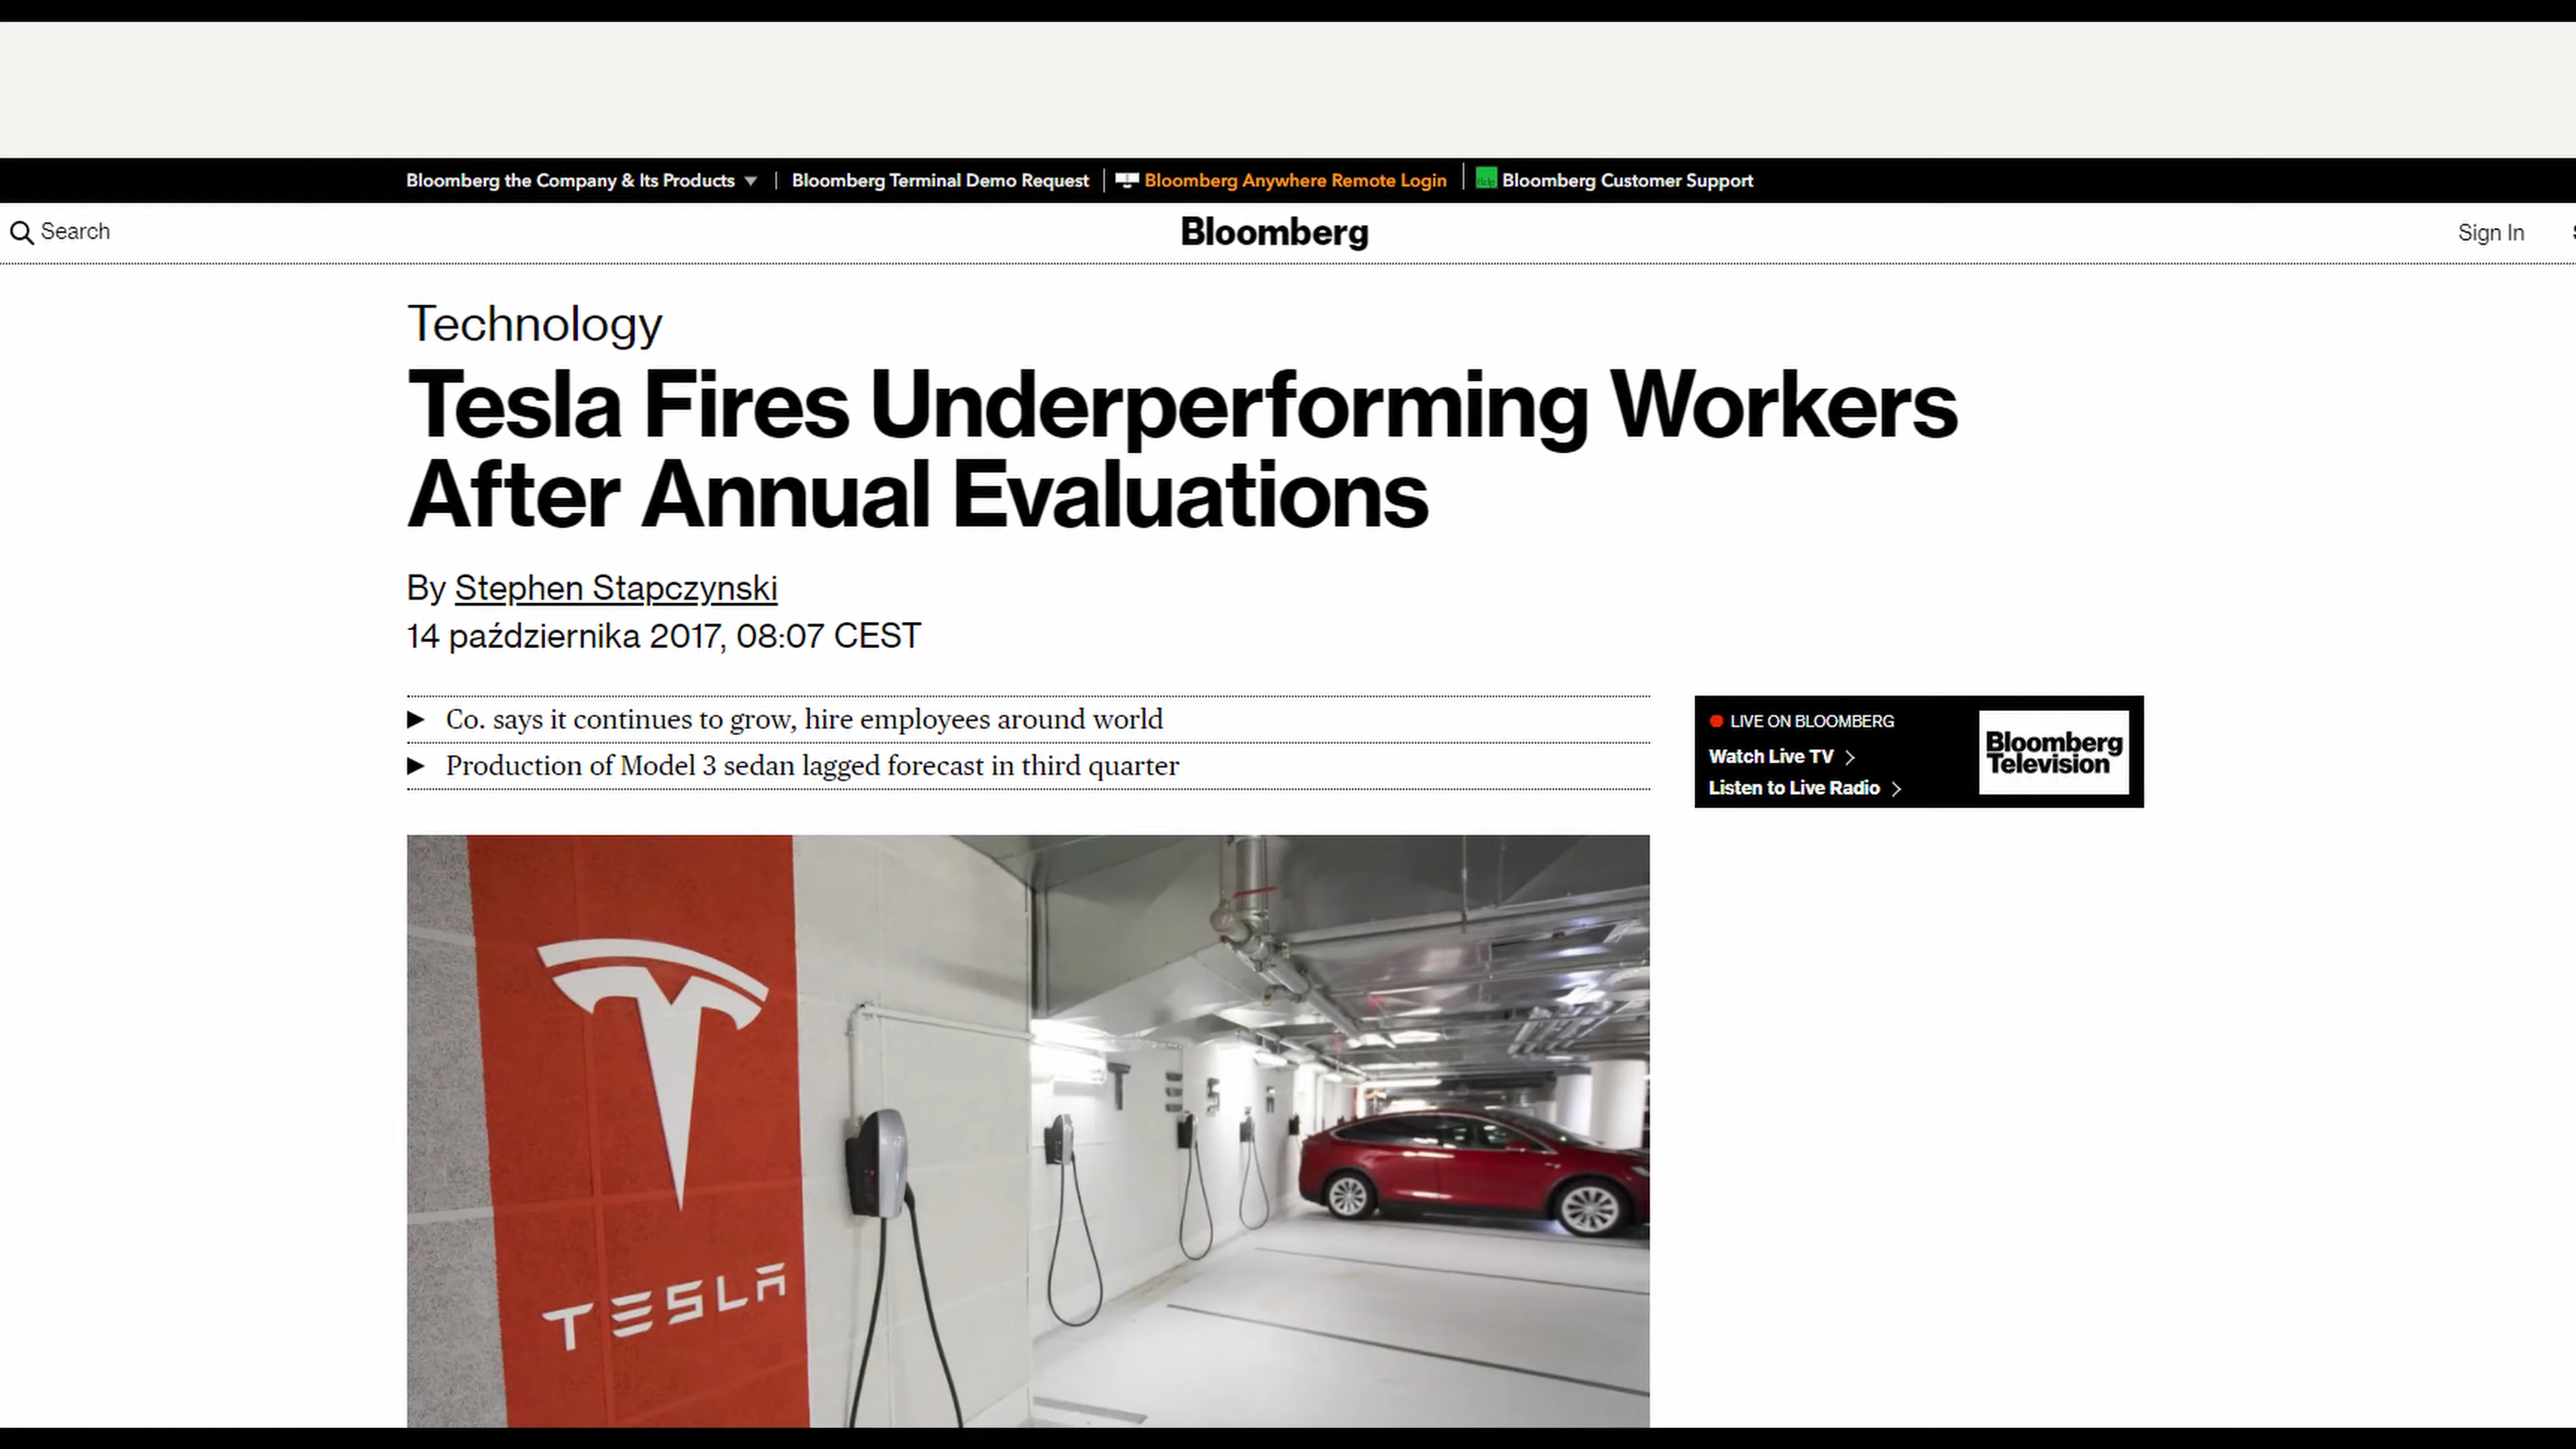 Bloomberg the Company & Its Products
Bloomberg Terminal Demo Request
Bloomberg Anywhere Remote Login
Bloomberg Customer Support
Search
Bloomberg
Sign In
Technology
Tesla Fires Underperforming Workers
After Annual Evaluations
By Stephen Stapczynski
14 października 2017, 08:07 CEST
Co. says it continues to grow, hire employees around world
Production of Model 3 sedan lagged forecast in third quarter
LIVE ON BLOOMBERG
Watch Live TV
Listen to Live Radio
Bloomberg
Television
TESLA